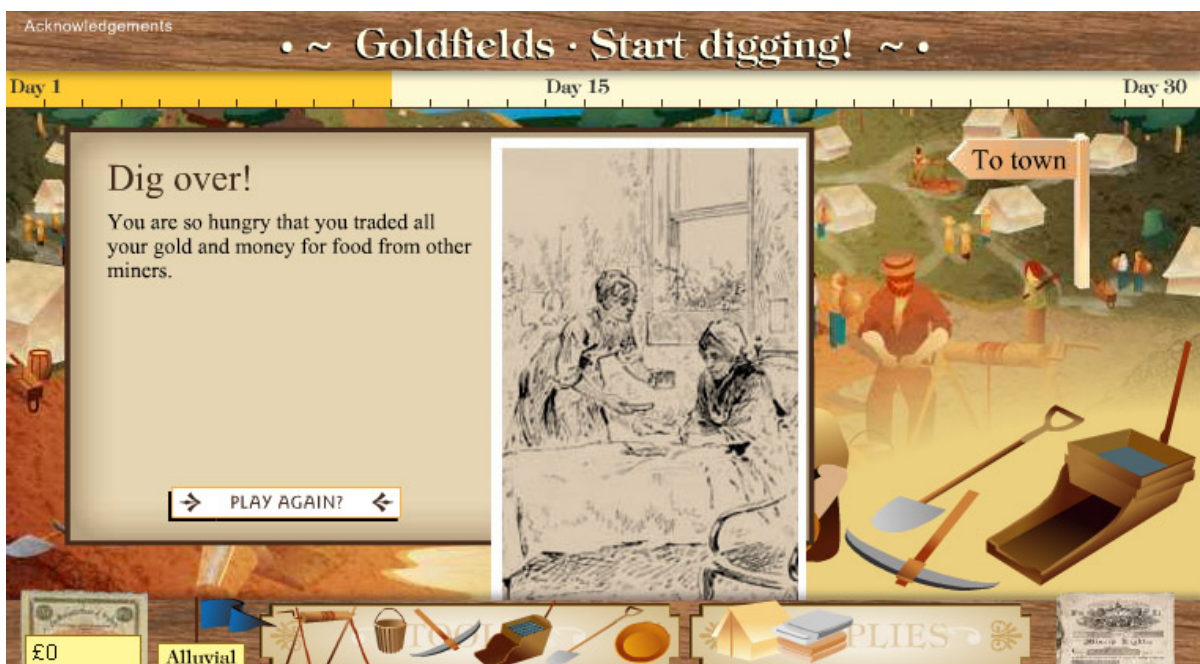 Acknowledgements
• ~ Goldfields · Start digging! ~ •
Day 1
Day 15
Day 30
To town
Dig over!
You are so hungry that you traded all
your gold and money for food from other
miners.
PLAY AGAIN?
£0
Alluvial